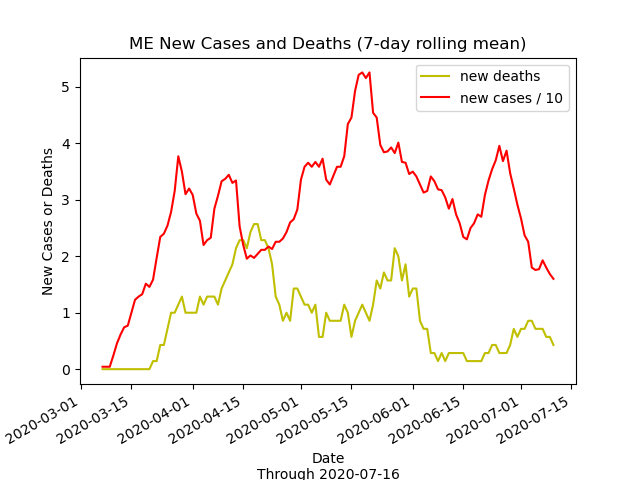 ME New Cases and Deaths (7-day rolling mean)
new deaths
new cases / 10
New Cases or Deaths
5
4
3
2
1
0
2020-03-01
2020-03-15
2020-04-01
2020-04-15
2020-05-01
2020-05-15
2020-06-01
2020-06-15
2020-07-01
2020-07-15
Date
Through 2020-07-16